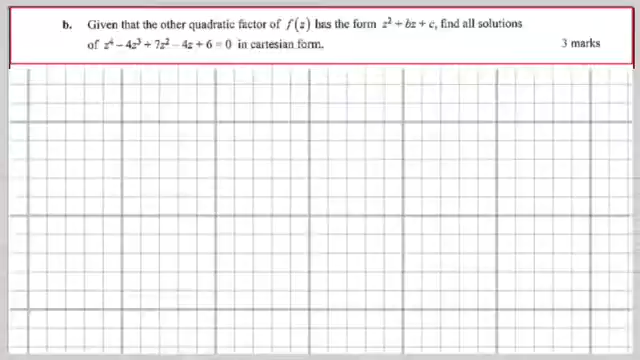 b. Given that the other quadratic factor of f(z) has the form z² + bz + c, find all solutions
of z⁴ − 4z³ + 7z² − 4z + 6 = 0 in cartesian form. 3 marks